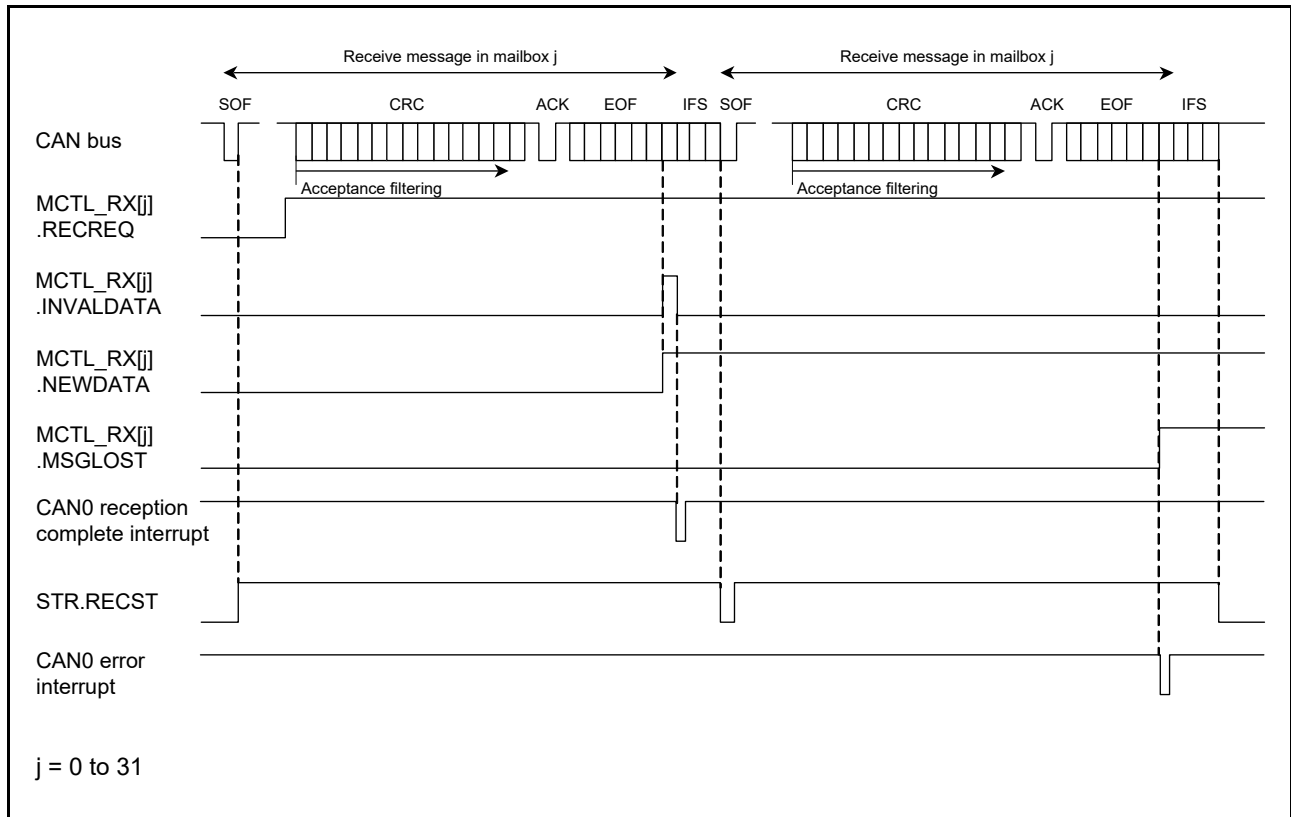 Receive message in mailbox j Receive message in mailbox j
SOF CRC ACK EOF IFS SOF CRC ACK EOF IFS
CAN bus
Acceptance filtering Acceptance filtering
MCTL_RX[j]
.RECREQ
MCTL_RX[j]
.INVALDATA
MCTL_RX[j]
.NEWDATA
MCTL_RX[j]
.MSGLOST
CAN0 reception
complete interrupt
STR.RECST
CAN0 error
interrupt
j = 0 to 31